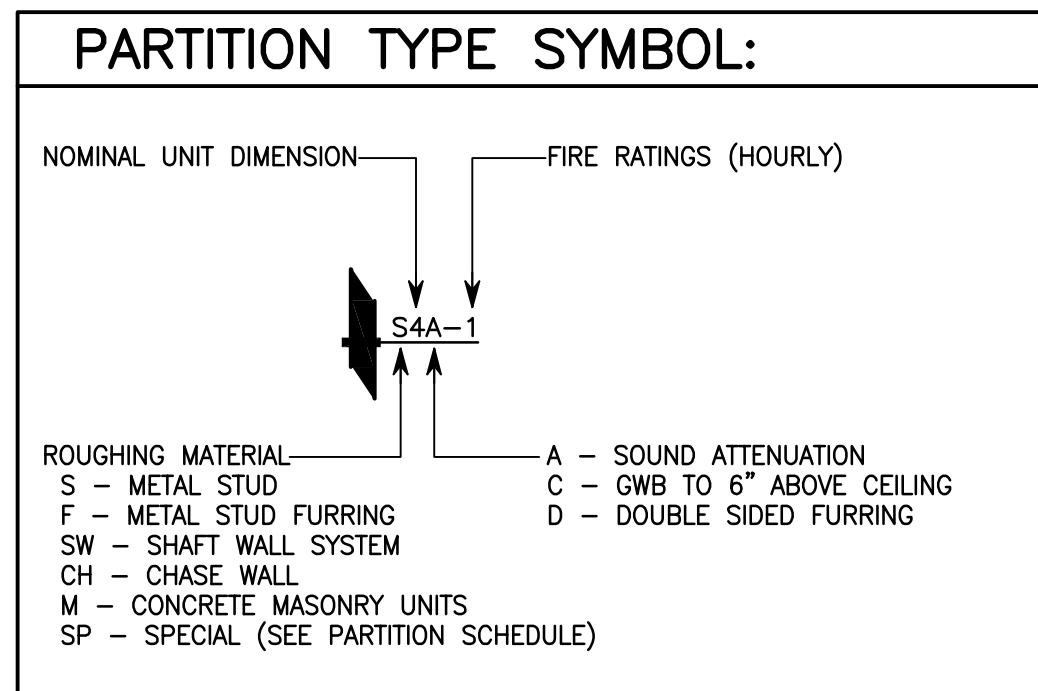 PARTITION TYPE SYMBOL:
NOMINAL UNIT DIMENSION
FIRE RATINGS (HOURLY)
S4A-1
ROUGHING MATERIAL
S – METAL STUD
F – METAL STUD FURRING
SW – SHAFT WALL SYSTEM
CH – CHASE WALL
M – CONCRETE MASONRY UNITS
SP – SPECIAL (SEE PARTITION SCHEDULE)
A – SOUND ATTENUATION
C – GWB TO 6" ABOVE CEILING
D – DOUBLE SIDED FURRING